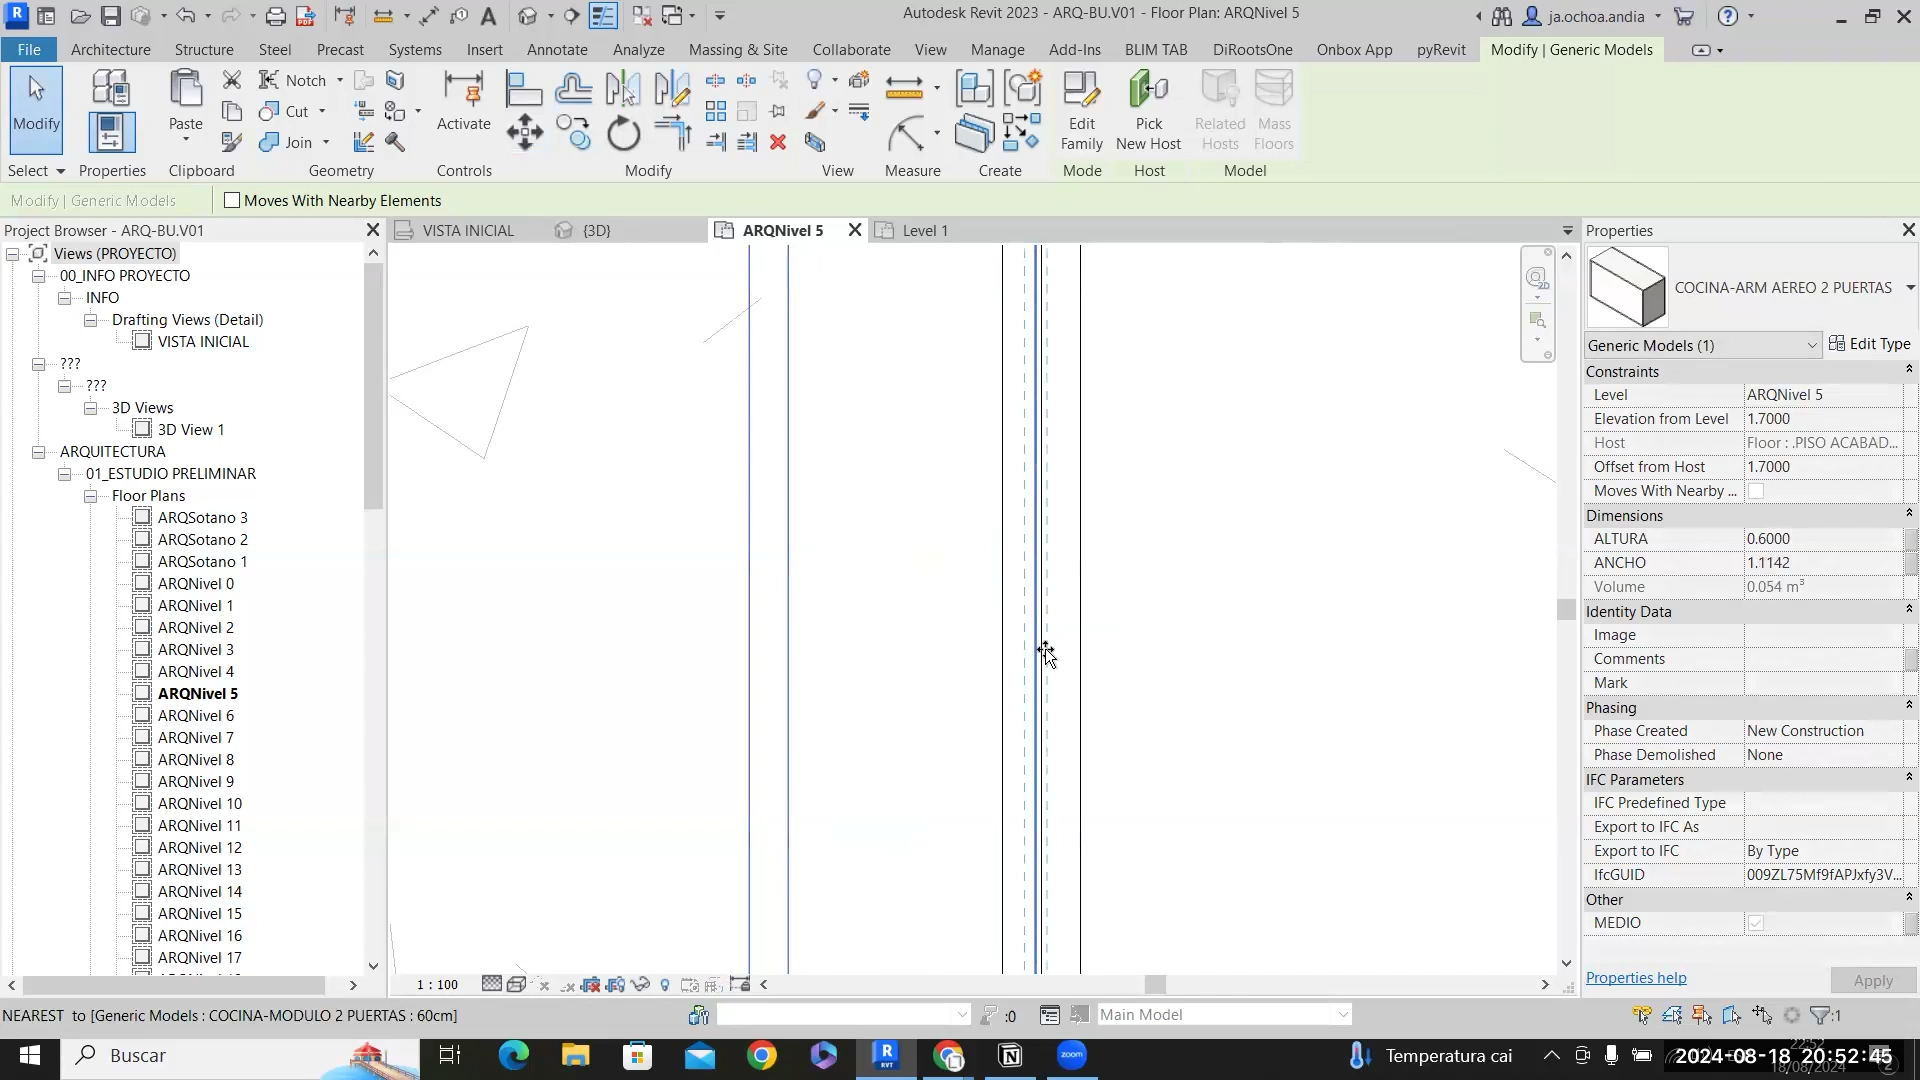 Autodesk Revit 2023 - ARQ-BU.V01 - Floor Plan: ARQNivel 5
ja.ochoa.andia
File Architecture Structure Steel Precast Systems Insert Annotate Analyze Massing & Site Collaborate View Manage Add-Ins BLIM TAB DiRootsOne Onbox App pyRevit Modify | Generic Models
Modify
Paste
Notch
Cut
Join
Activate
Edit Family
Pick New Host
Related Hosts
Mass Floors
Select Properties Clipboard Geometry Controls Modify View Measure Create Mode Host Model
Modify | Generic Models
Moves With Nearby Elements
Project Browser - ARQ-BU.V01
VISTA INICIAL
{3D}
ARQNivel 5
Level 1
Views (PROYECTO)
00_INFO PROYECTO
INFO
Drafting Views (Detail)
VISTA INICIAL
???
???
3D Views
3D View 1
ARQUITECTURA
01_ESTUDIO PRELIMINAR
Floor Plans
ARQSotano 3
ARQSotano 2
ARQSotano 1
ARQNivel 0
ARQNivel 1
ARQNivel 2
ARQNivel 3
ARQNivel 4
ARQNivel 5
ARQNivel 6
ARQNivel 7
ARQNivel 8
ARQNivel 9
ARQNivel 10
ARQNivel 11
ARQNivel 12
ARQNivel 13
ARQNivel 14
ARQNivel 15
ARQNivel 16
ARQNivel 17
Properties
COCINA-ARM AEREO 2 PUERTAS
Generic Models (1)
Edit Type
Constraints
Level ARQNivel 5
Elevation from Level 1.7000
Host Floor : .PISO ACABAD...
Offset from Host 1.7000
Moves With Nearby ...
Dimensions
ALTURA 0.6000
ANCHO 1.1142
Volume 0.054 m³
Identity Data
Image
Comments
Mark
Phasing
Phase Created New Construction
Phase Demolished None
IFC Parameters
IFC Predefined Type
Export to IFC As
Export to IFC By Type
IfcGUID 009ZL75Mf9fAPJxfy3V...
Other
MEDIO
Properties help
Apply
1 : 100
NEAREST to [Generic Models : COCINA-MODULO 2 PUERTAS : 60cm]
:0
Main Model
:1
Buscar
zoom
Temperatura cai
2024-08-18 20:52:45
22:52
18/08/2024